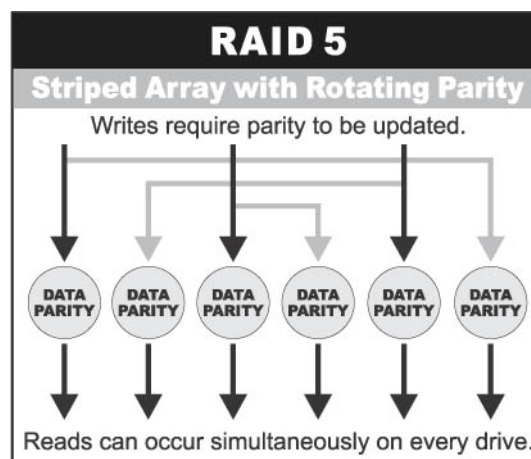 RAID 5
Striped Array with Rotating Parity
Writes require parity to be updated.
DATA PARITY
DATA PARITY
DATA PARITY
DATA PARITY
DATA PARITY
DATA PARITY
Reads can occur simultaneously on every drive.